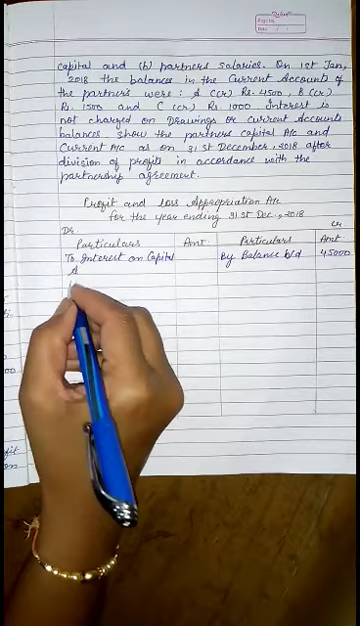 capital and (b) partners salaries. On 1st Jan,
2018 the balances in the Current Accounts of
the partners were: A (cr) Rs. 4500, B (cr)
Rs. 1500 and C (cr) Rs. 1000 interest is
not charged on Drawings or current Accounts
balances show the partners capital A/c and
Current A/c as on 31st December, 2018 after
division of profits in accordance with the
partnership agreement.
Profit and loss Appropriation A/c
for the year ending 31st Dec., 2018
Dr. Cr
Particulars Amt Particulars Amt
To Interest on Capital By Balance b/d 45000
A